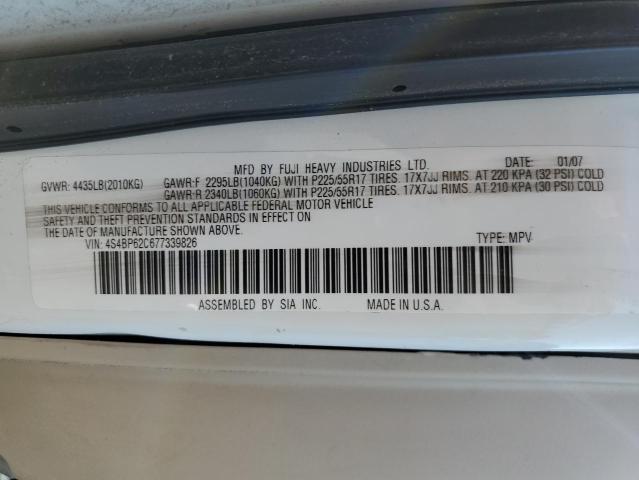 MFD BY FUJI HEAVY INDUSTRIES LTD. DATE: 01/07
GVWR: 4435LB(2010KG) GAWR:F 2295LB(1040KG) WITH P225/55R17 TIRES. 17X7JJ RIMS. AT 220 KPA (32 PSI) COLD
GAWR:R 2340LB(1060KG) WITH P225/55R17 TIRES. 17X7JJ RIMS. AT 210 KPA (30 PSI) COLD
THIS VEHICLE CONFORMS TO ALL APPLICABLE FEDERAL MOTOR VEHICLE
SAFETY AND THEFT PREVENTION STANDARDS IN EFFECT ON
THE DATE OF MANUFACTURE SHOWN ABOVE.
VIN: 4S4BP62C677339826 TYPE: MPV
ASSEMBLED BY SIA INC. MADE IN U.S.A.